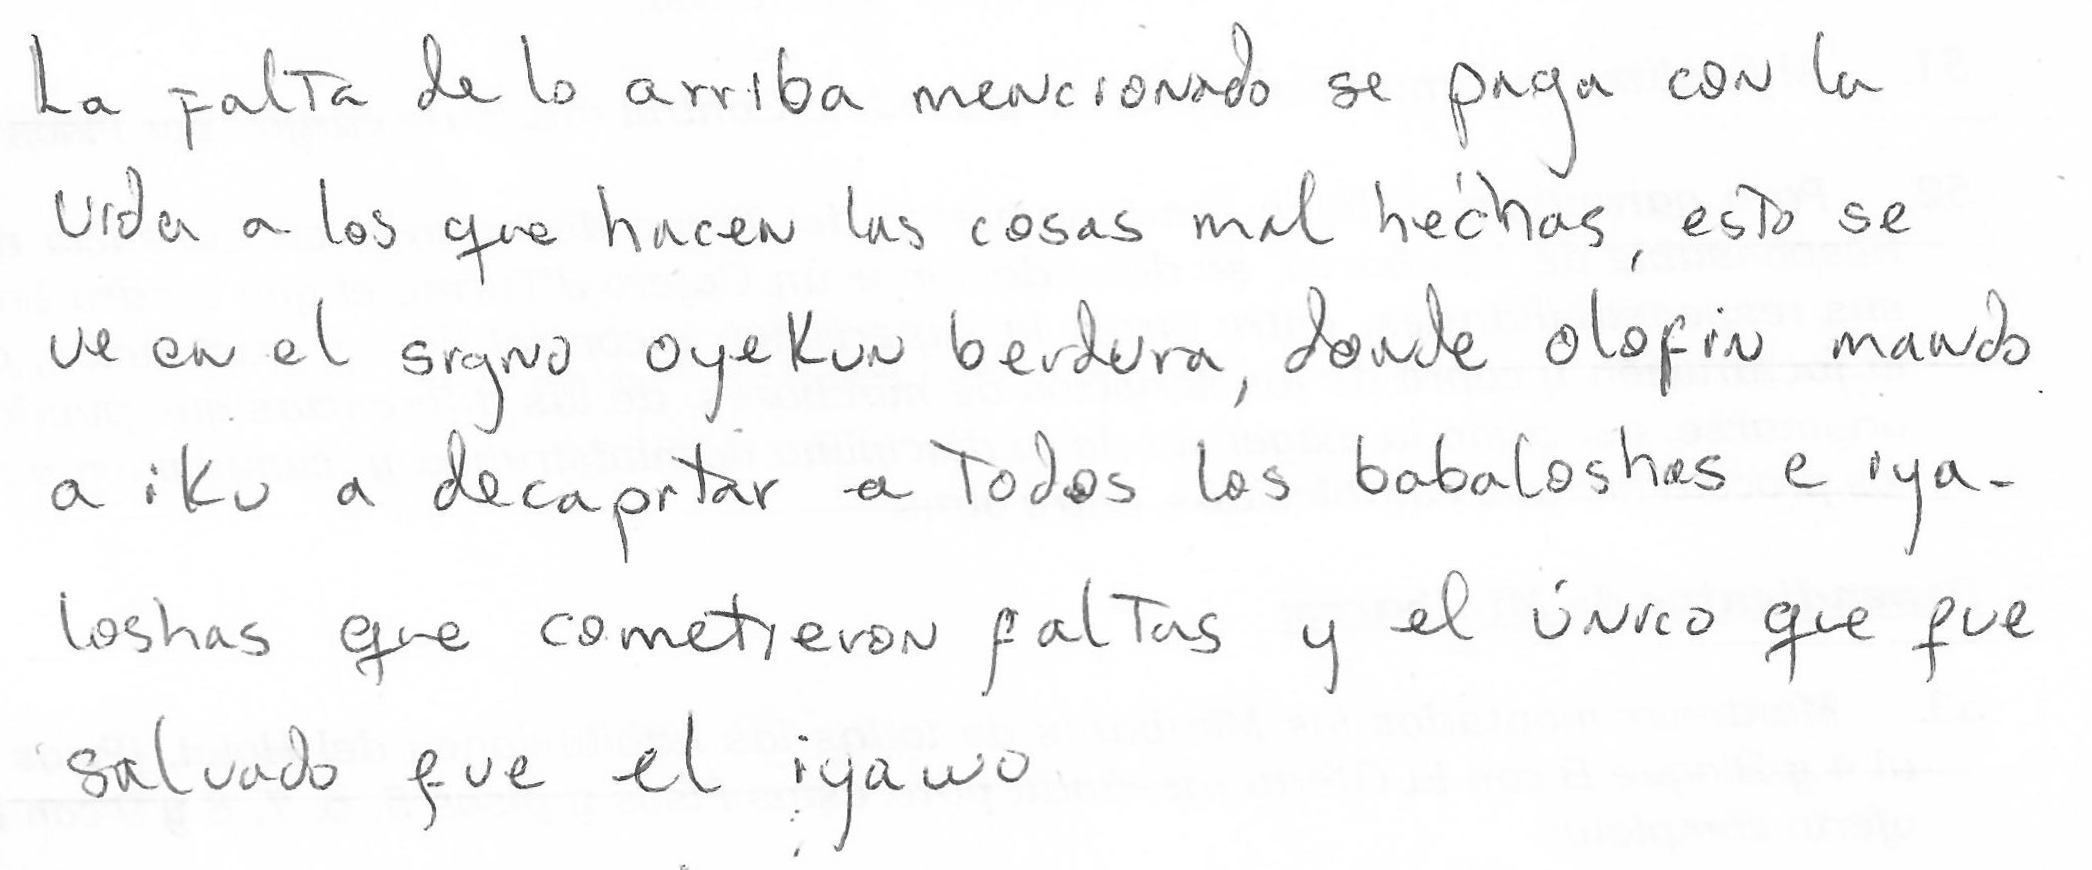 La falta de lo arriba mencionado se paga con la
vida a los que hacen las cosas mal hechas, esto se
ve en el signo oyekun berdura, donde olofin mando
a iku a decapitar a todos los babaloshas e iya-
loshas que cometieron faltas y el único que fue
salvado fue el iyawo